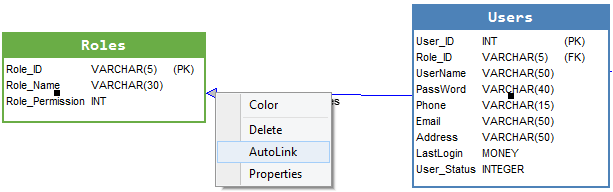 Roles
Role_ID VARCHAR(5) (PK)
Role_Name VARCHAR(30)
Role_Permission INT
Users
User_ID INT (PK)
Role_ID VARCHAR(5) (FK)
UserName VARCHAR(50)
PassWord VARCHAR(40)
Phone VARCHAR(15)
Email VARCHAR(50)
Address VARCHAR(50)
LastLogin MONEY
User_Status INTEGER
Color
Delete
AutoLink
Properties